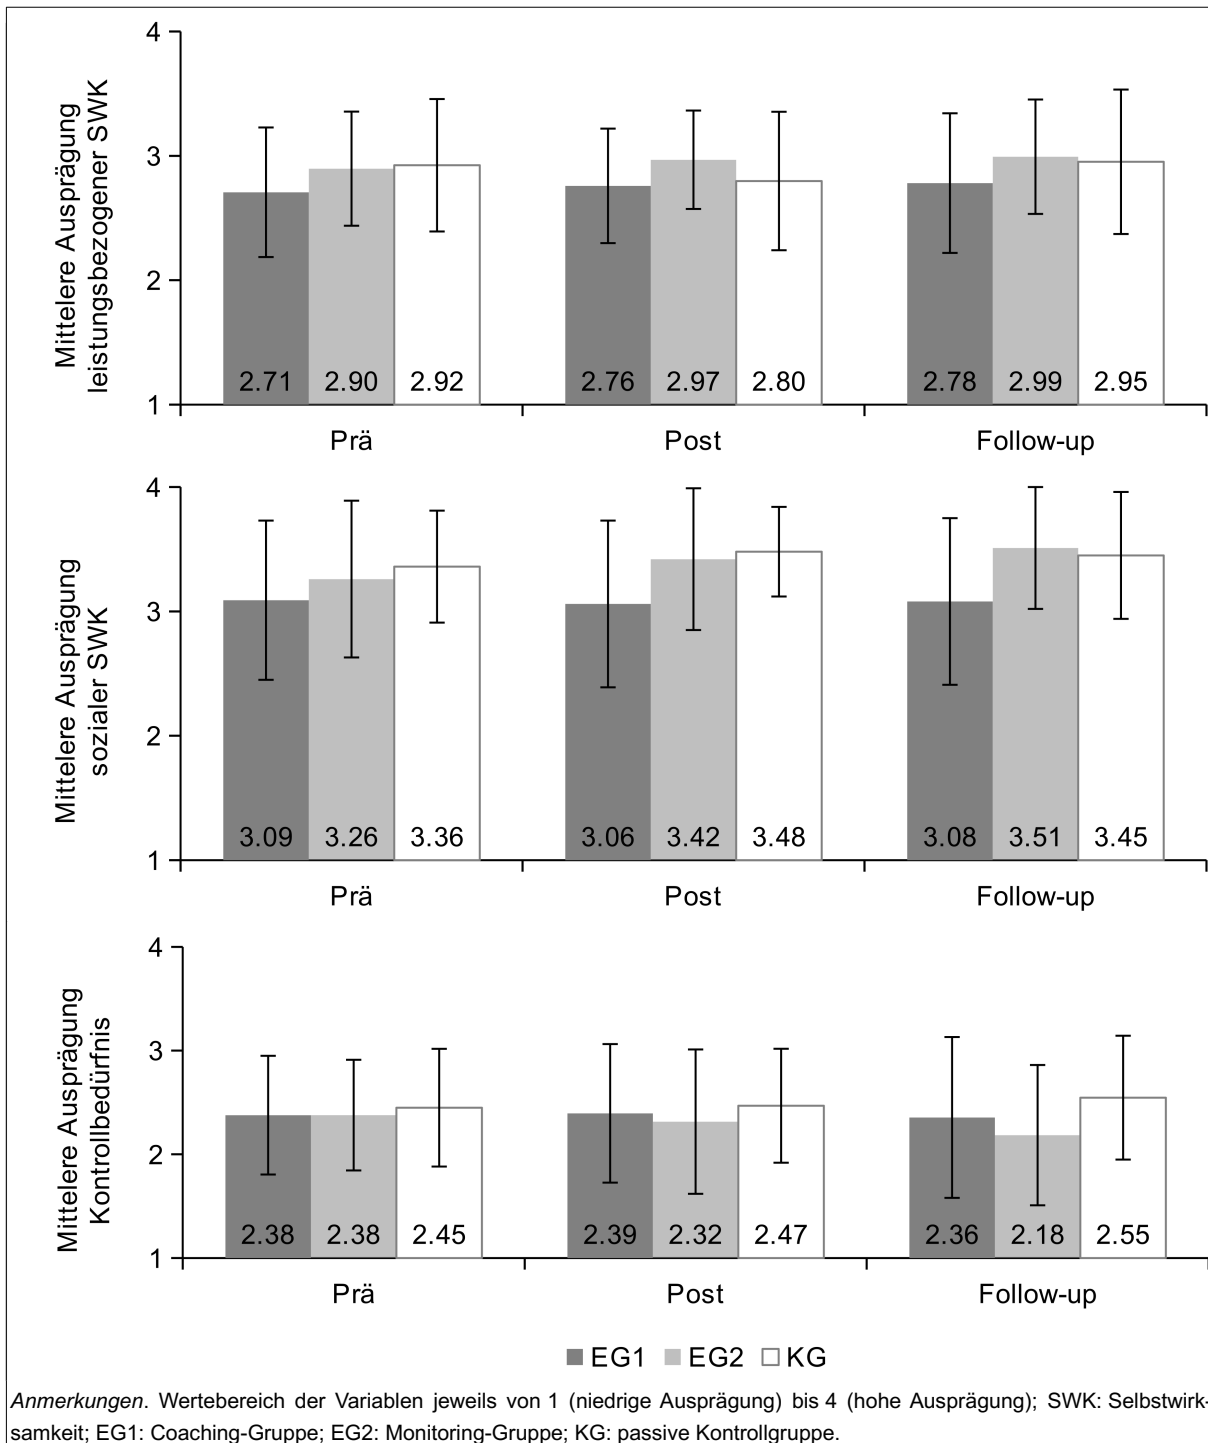 4
3
2
1
Mittelere Ausprägung
leistungsbezogener SWK
2.71 2.90 2.92 2.76 2.97 2.80 2.78 2.99 2.95
Prä Post Follow-up
4
3
2
1
Mittelere Ausprägung
sozialer SWK
3.09 3.26 3.36 3.06 3.42 3.48 3.08 3.51 3.45
Prä Post Follow-up
4
3
2
1
Mittelere Ausprägung
Kontrollbedürfnis
2.38 2.38 2.45 2.39 2.32 2.47 2.36 2.18 2.55
Prä Post Follow-up
EG1 EG2 KG
Anmerkungen. Wertebereich der Variablen jeweils von 1 (niedrige Ausprägung) bis 4 (hohe Ausprägung); SWK: Selbstwirk-
samkeit; EG1: Coaching-Gruppe; EG2: Monitoring-Gruppe; KG: passive Kontrollgruppe.